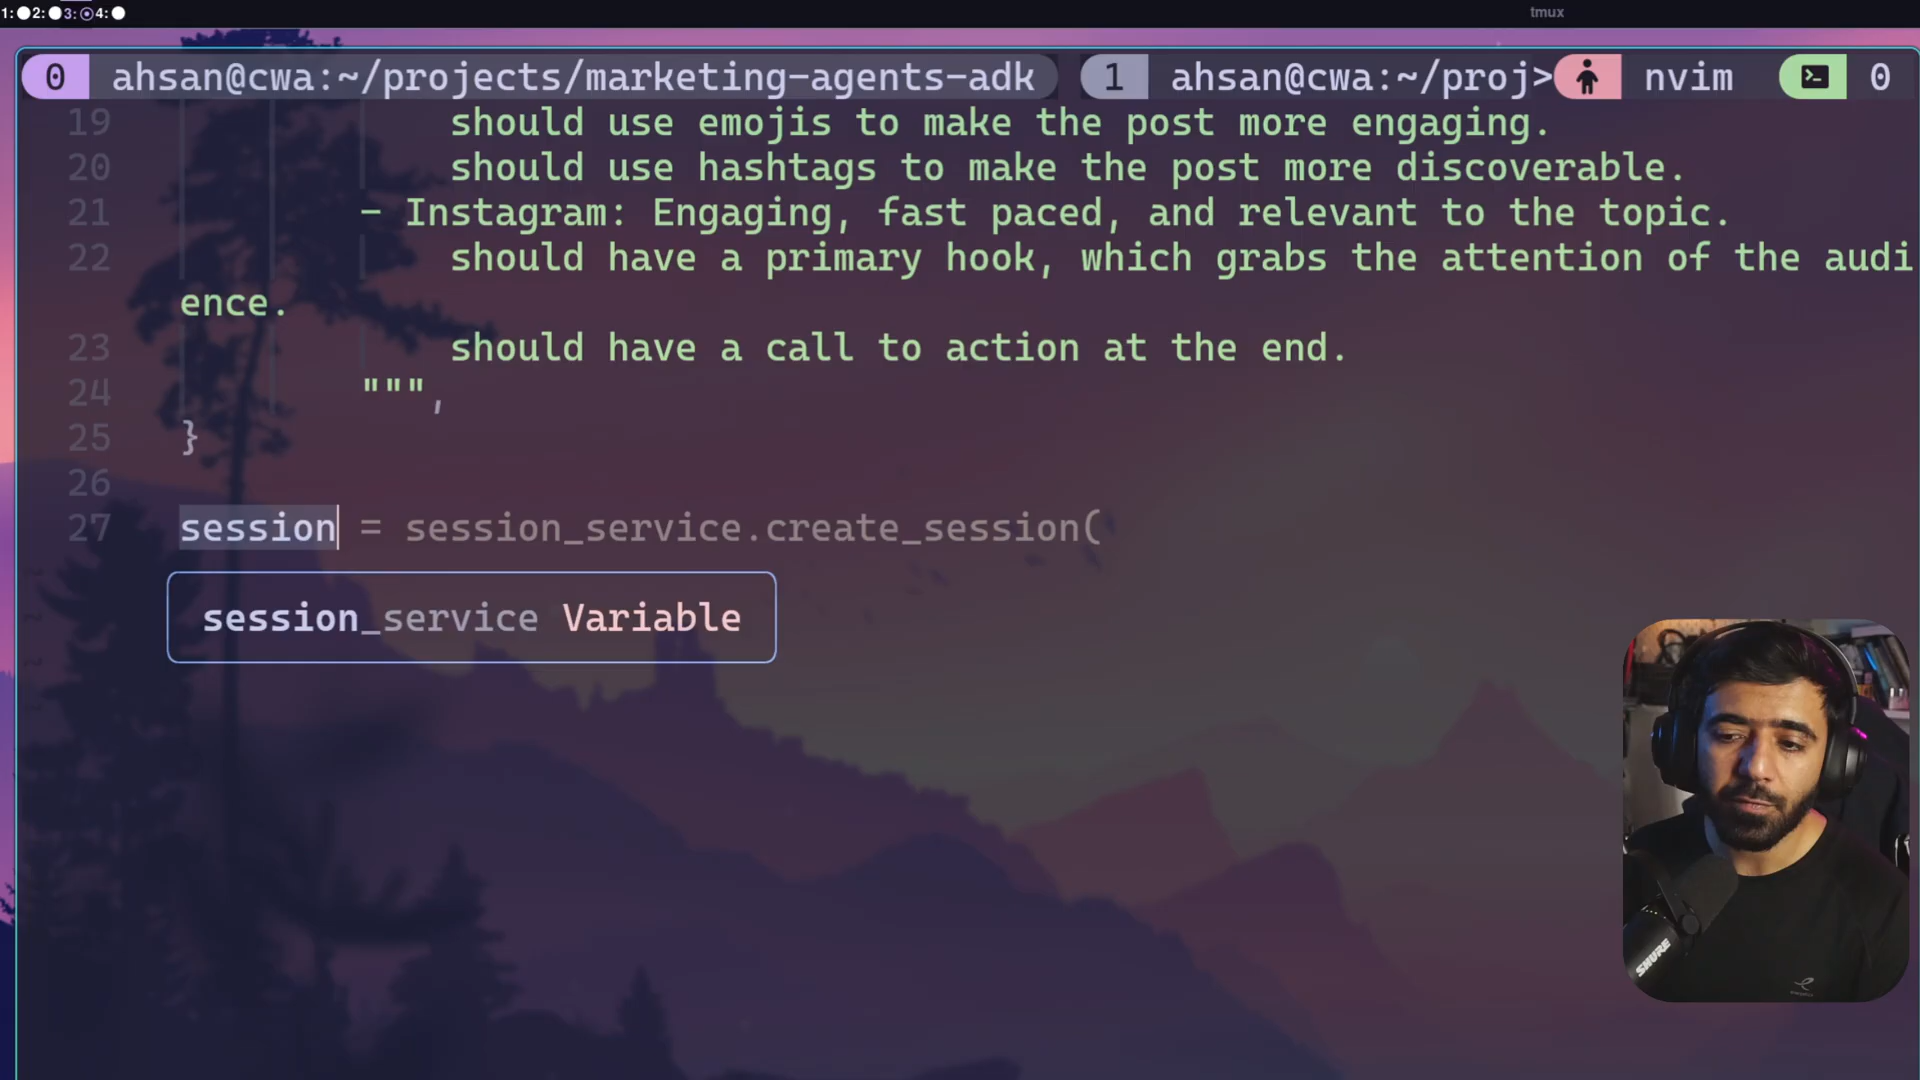 1: 2: 3: 4:
tmux
0 ahsan@cwa:~/projects/marketing-agents-adk 1 ahsan@cwa:~/proj> nvim 0
19 should use emojis to make the post more engaging.
20 should use hashtags to make the post more discoverable.
21 - Instagram: Engaging, fast paced, and relevant to the topic.
22 should have a primary hook, which grabs the attention of the audi
ence.
23 should have a call to action at the end.
24 """,
25 }
26
27 session = session_service.create_session(
session_service Variable
SHURE